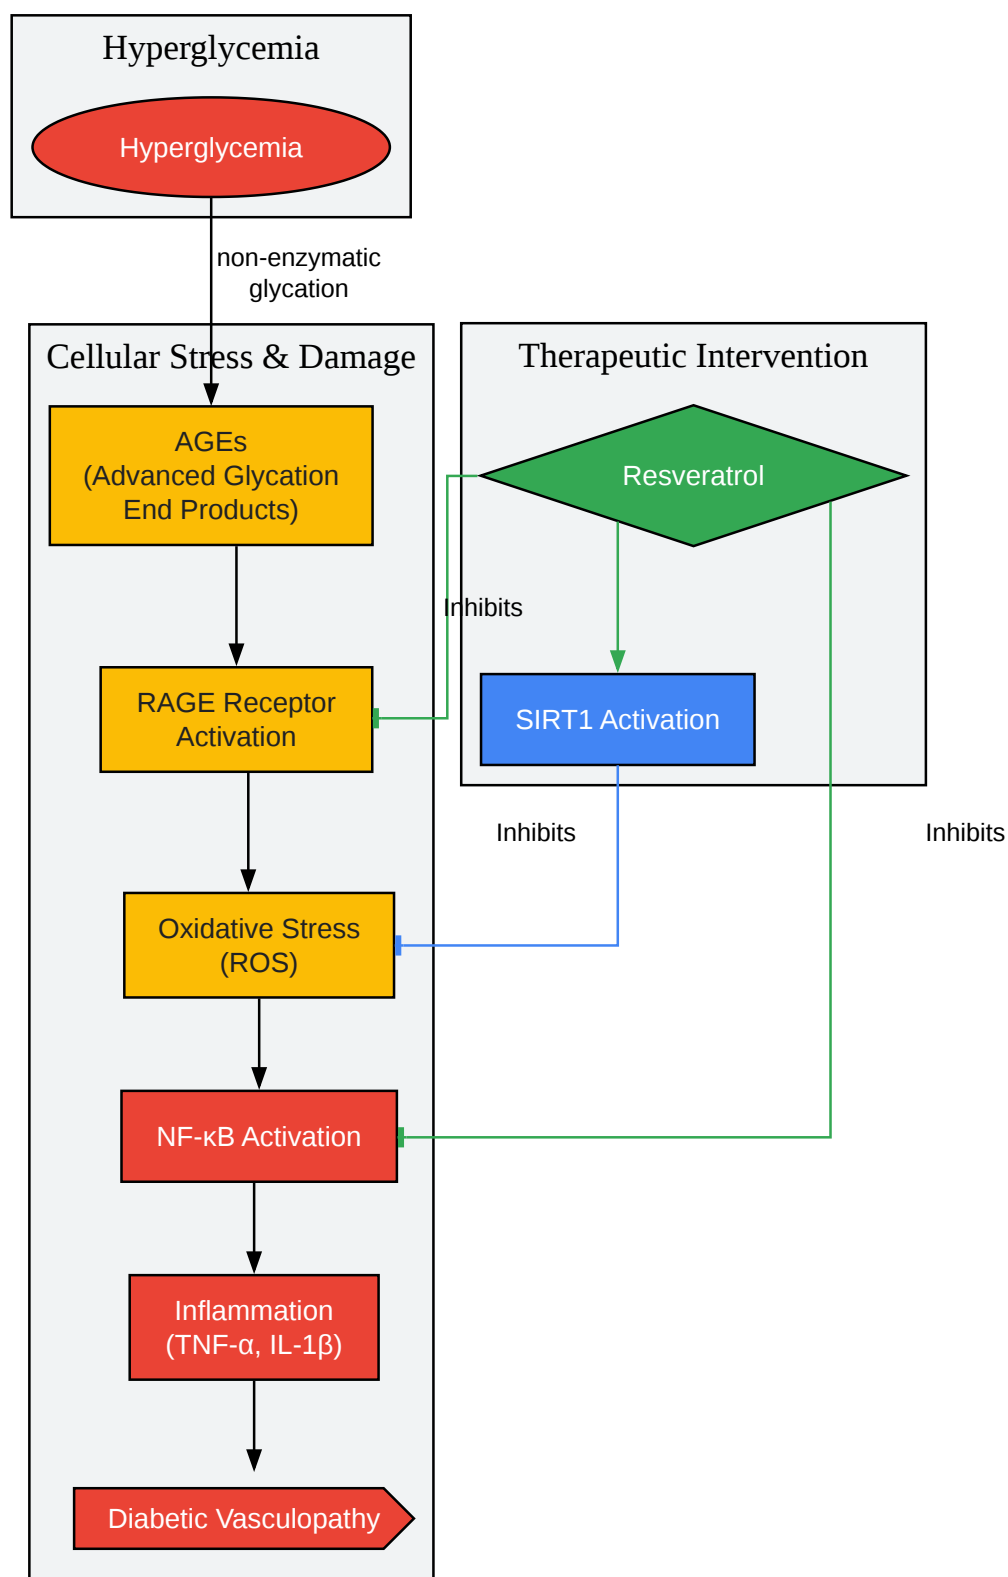 Hyperglycemia
Hyperglycemia
non-enzymatic
glycation
Cellular Stress & Damage
AGEs
(Advanced Glycation
End Products)
RAGE Receptor
Activation
Oxidative Stress
(ROS)
NF-κB Activation
Inflammation
(TNF-α, IL-1β)
Diabetic Vasculopathy
Therapeutic Intervention
Resveratrol
Inhibits
SIRT1 Activation
Inhibits
Inhibits